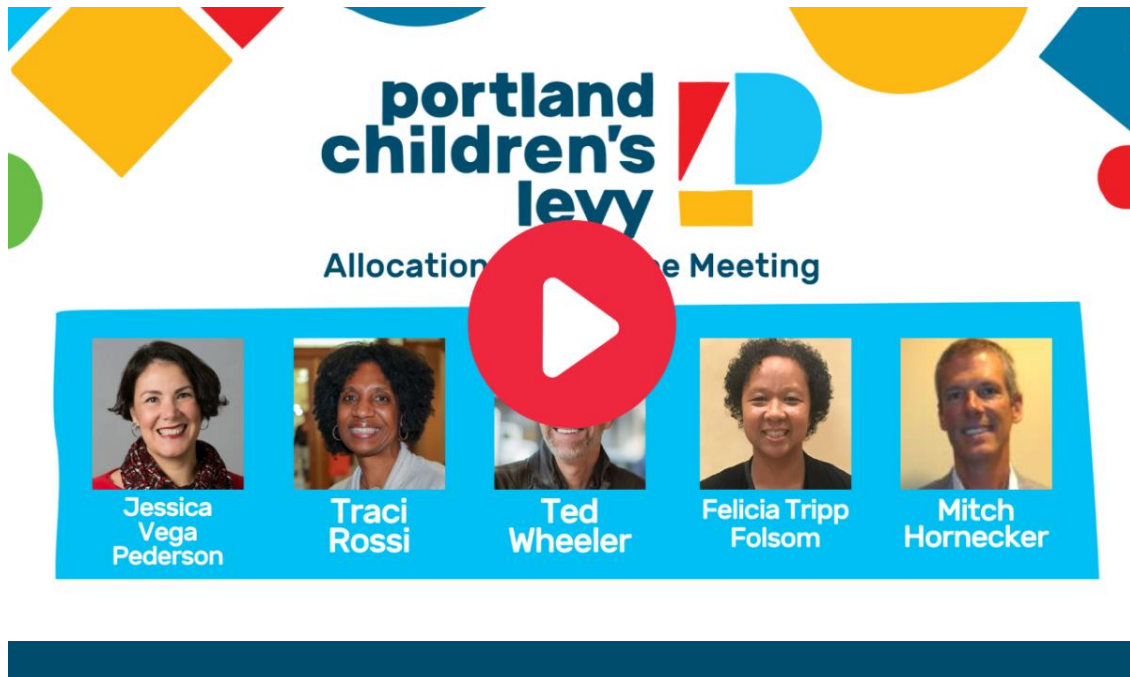 portland
children's
levy
Allocation e Meeting
Jessica
Vega
Pederson
Traci
Rossi
Ted
Wheeler
Felicia Tripp
Folsom
Mitch
Hornecker